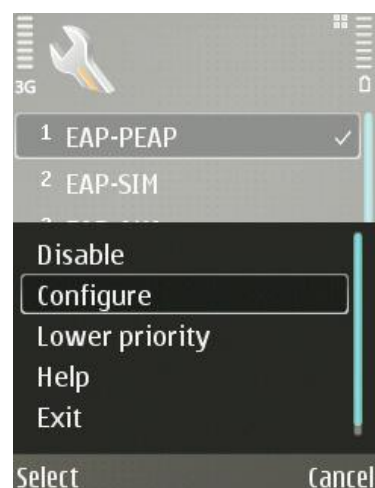 3G
1 EAP-PEAP
2 EAP-SIM
Disable
Configure
Lower priority
Help
Exit
Select Cancel